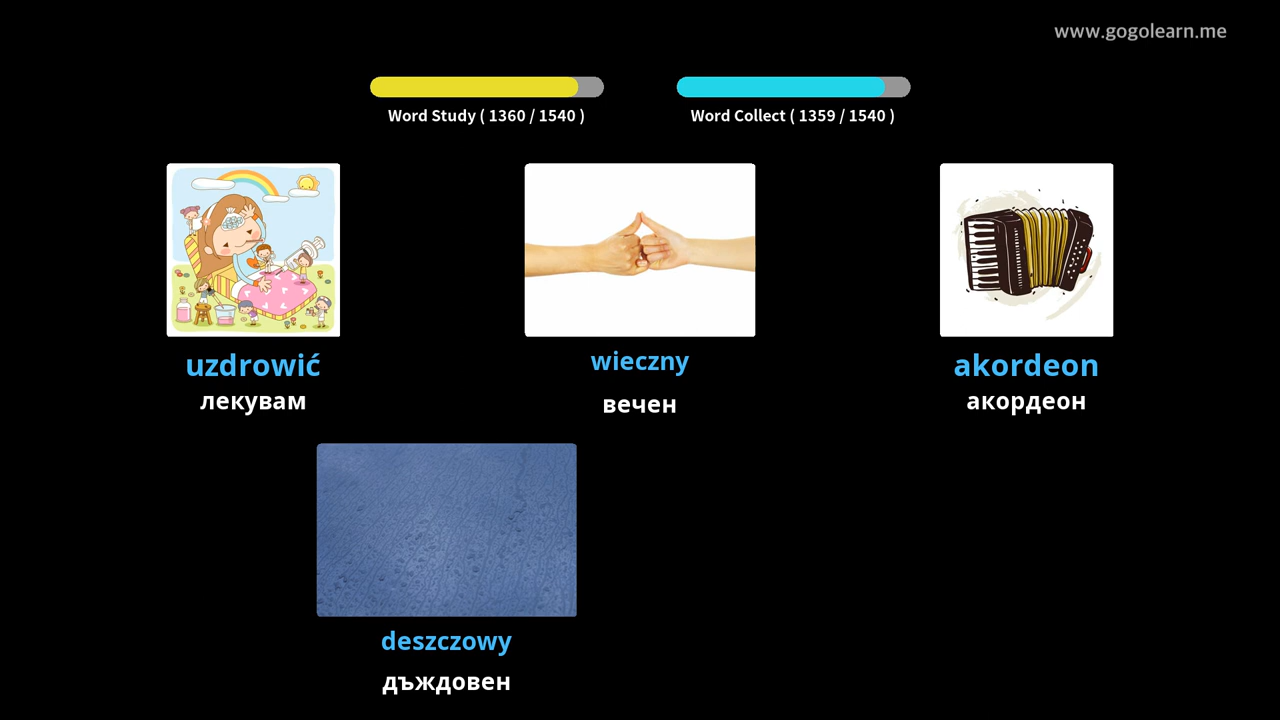 www.gogolearn.me
Word Study ( 1360 / 1540 )
Word Collect ( 1359 / 1540 )
uzdrowić
лекувам
wieczny
вечен
akordeon
акордеон
deszczowy
дъждовен